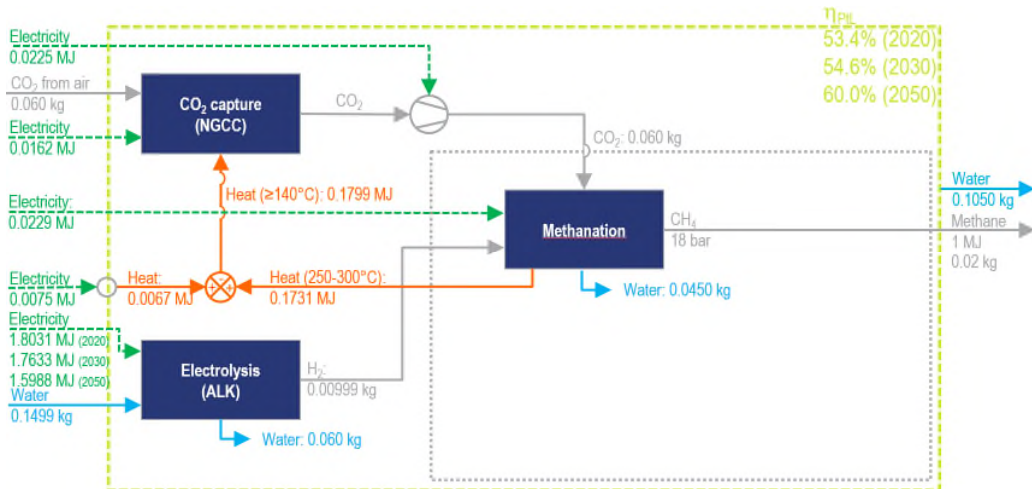 Electricity
0.0225 MJ
CO₂ from air
0.060 kg
Electricity
0.0162 MJ
CO₂ capture
(NGCC)
CO₂
CO₂: 0.060 kg
ηPtL
53.4% (2020)
54.6% (2030)
60.0% (2050)
Heat (≥140°C): 0.1799 MJ
Electricity:
0.0229 MJ
Methanation
CH₄
18 bar
Water
0.1050 kg
Methane
1 MJ
0.02 kg
Electricity
0.0075 MJ
Heat:
0.0067 MJ
Heat (250-300°C):
0.1731 MJ
Water: 0.0450 kg
Electricity
1.8031 MJ (2020)
1.7633 MJ (2030)
1.5988 MJ (2050)
Water
0.1499 kg
Electrolysis
(ALK)
H₂:
0.00999 kg
Water: 0.060 kg